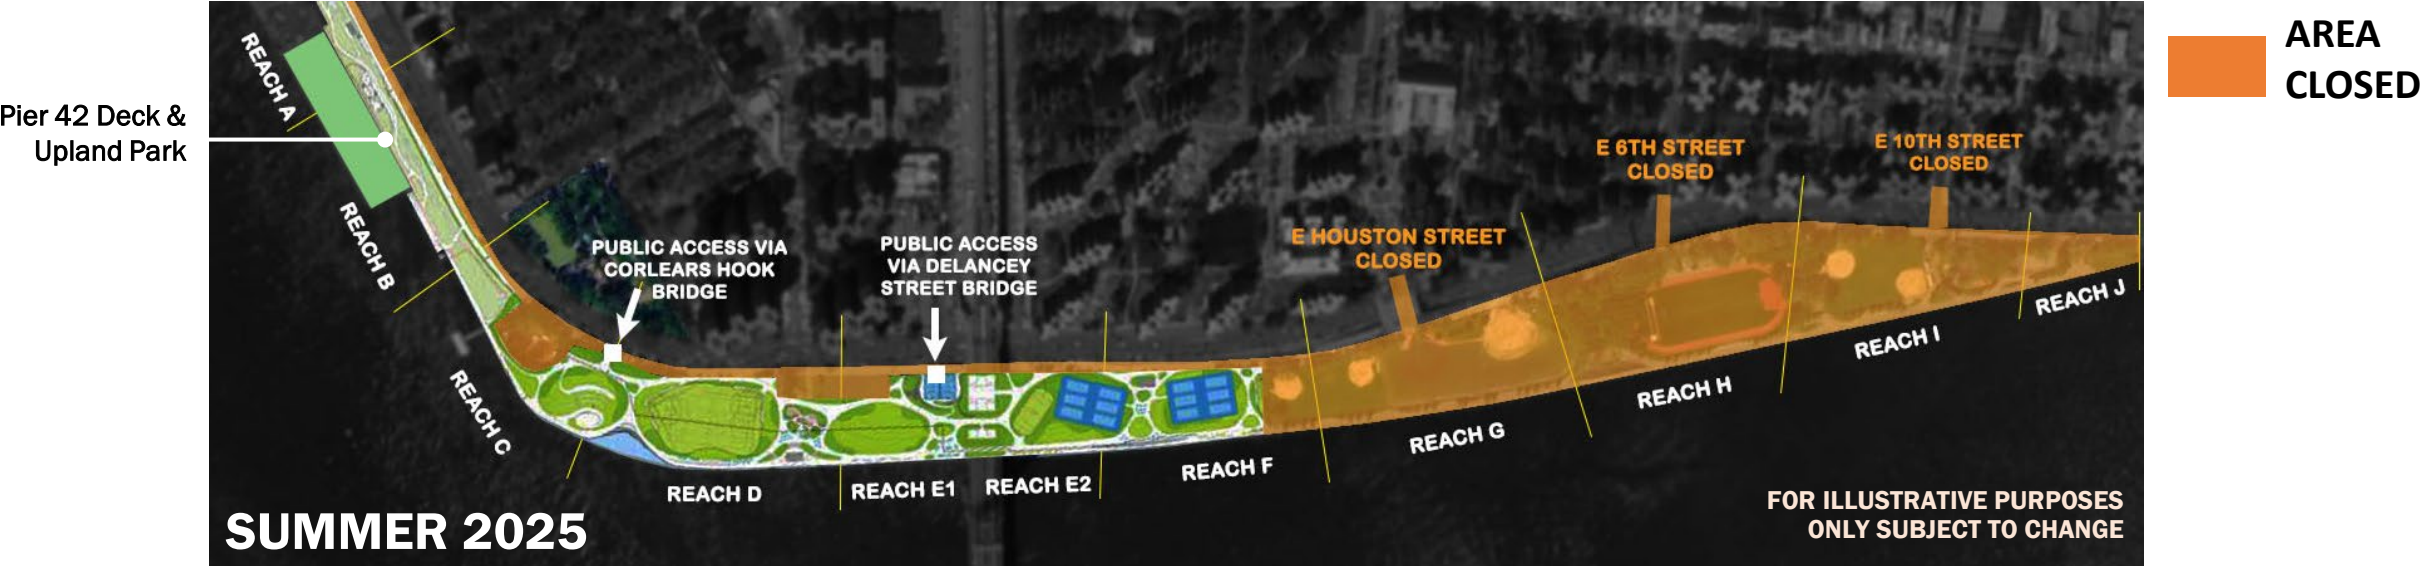 AREA
CLOSED
REACH A
Pier 42 Deck &
Upland Park
REACH B
PUBLIC ACCESS VIA
CORLEARS HOOK
BRIDGE
PUBLIC ACCESS
VIA DELANCEY
STREET BRIDGE
E HOUSTON STREET
CLOSED
E 6TH STREET
CLOSED
E 10TH STREET
CLOSED
REACH C
REACH D
REACH E1
REACH E2
REACH F
REACH G
REACH H
REACH I
REACH J
SUMMER 2025
FOR ILLUSTRATIVE PURPOSES
ONLY SUBJECT TO CHANGE